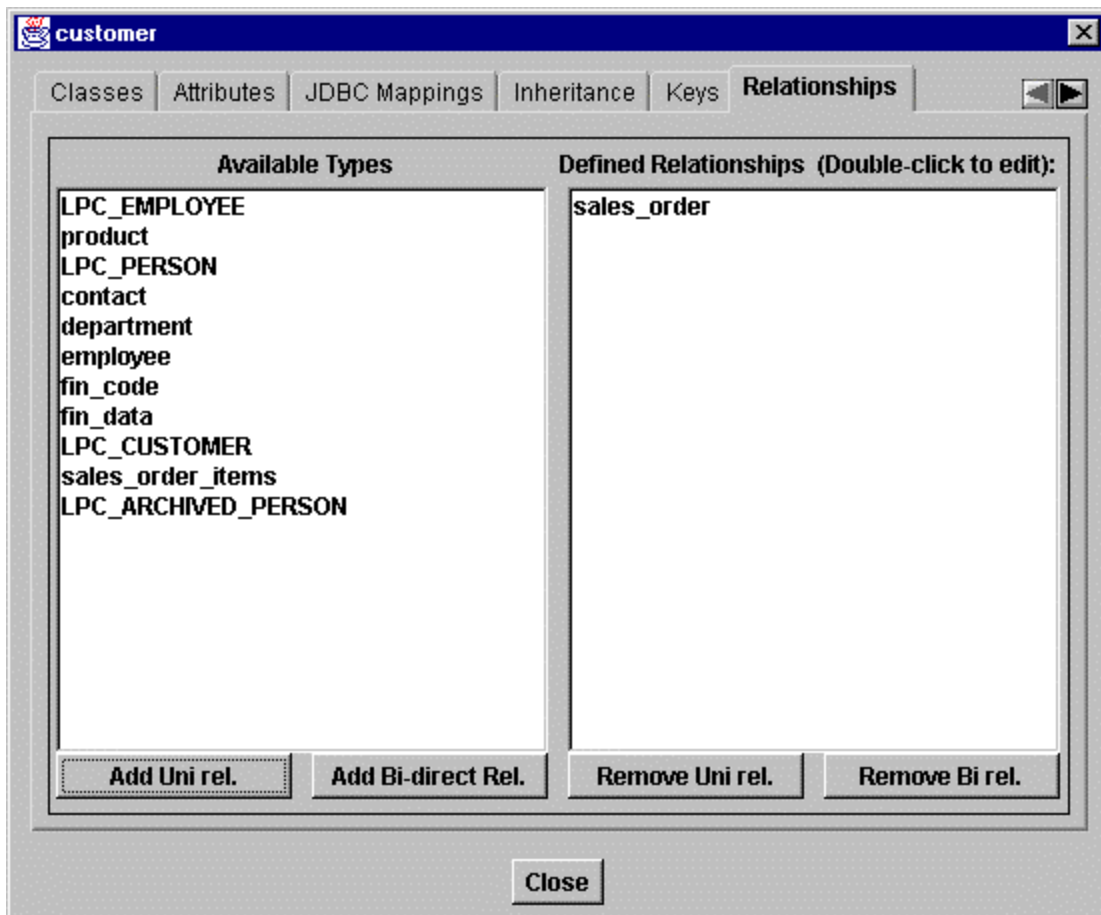 customer
Classes Attributes JDBC Mappings Inheritance Keys Relationships
Available Types
LPC_EMPLOYEE
product
LPC_PERSON
contact
department
employee
fin_code
fin_data
LPC_CUSTOMER
sales_order_items
LPC_ARCHIVED_PERSON
Add Uni rel. Add Bi-direct Rel.
Defined Relationships (Double-click to edit):
sales_order
Remove Uni rel. Remove Bi rel.
Close